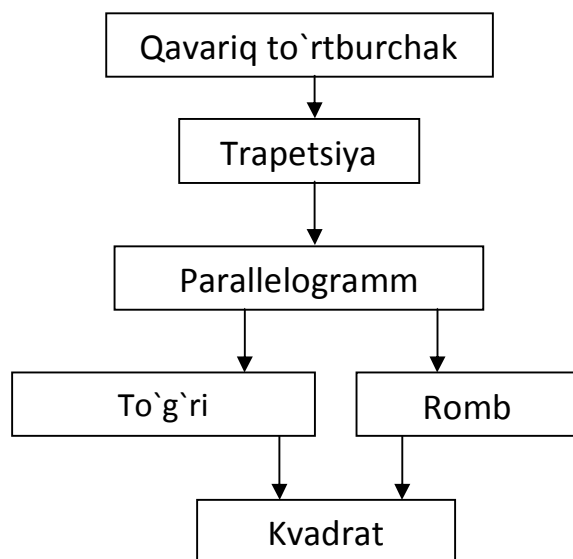 Qavariq to`rtburchak
Trapetsiya
Parallelogramm
To`g`ri
Romb
Kvadrat